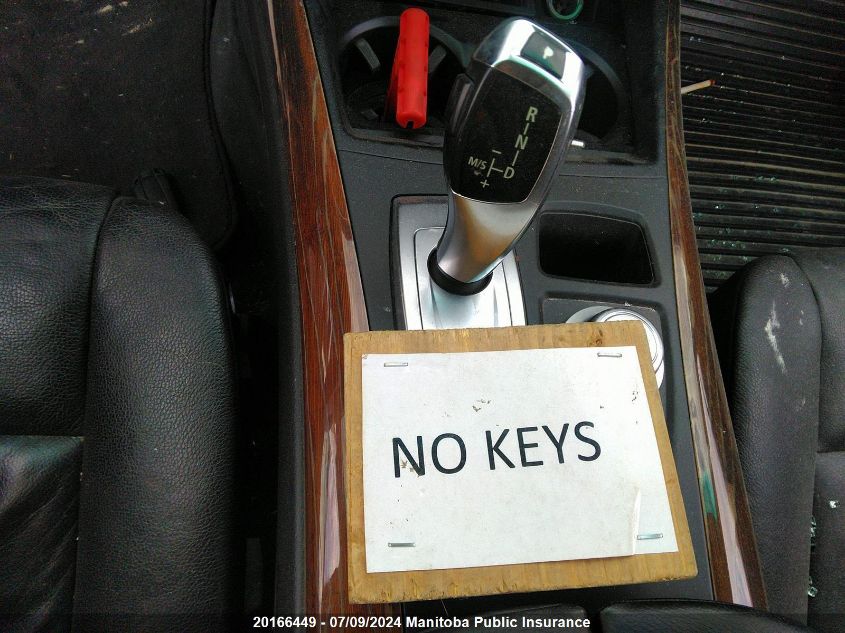 P
R
N
M/S
D
–
+
NO KEYS
20166449 - 07/09/2024 Manitoba Public Insurance